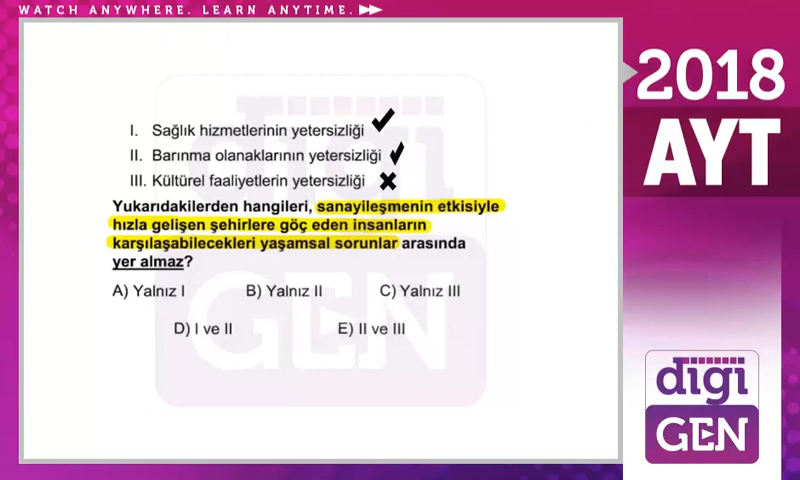 WATCH ANYWHERE. LEARN ANYTIME.
2018
AYT
I. Sağlık hizmetlerinin yetersizliği
II. Barınma olanaklarının yetersizliği
III. Kültürel faaliyetlerin yetersizliği
Yukarıdakilerden hangileri, sanayileşmenin etkisiyle
hızla gelişen şehirlere göç eden insanların
karşılaşabilecekleri yaşamsal sorunlar arasında
yer almaz?
A) Yalnız I B) Yalnız II C) Yalnız III
D) I ve II E) II ve III
digi
GEN
digi
GEN